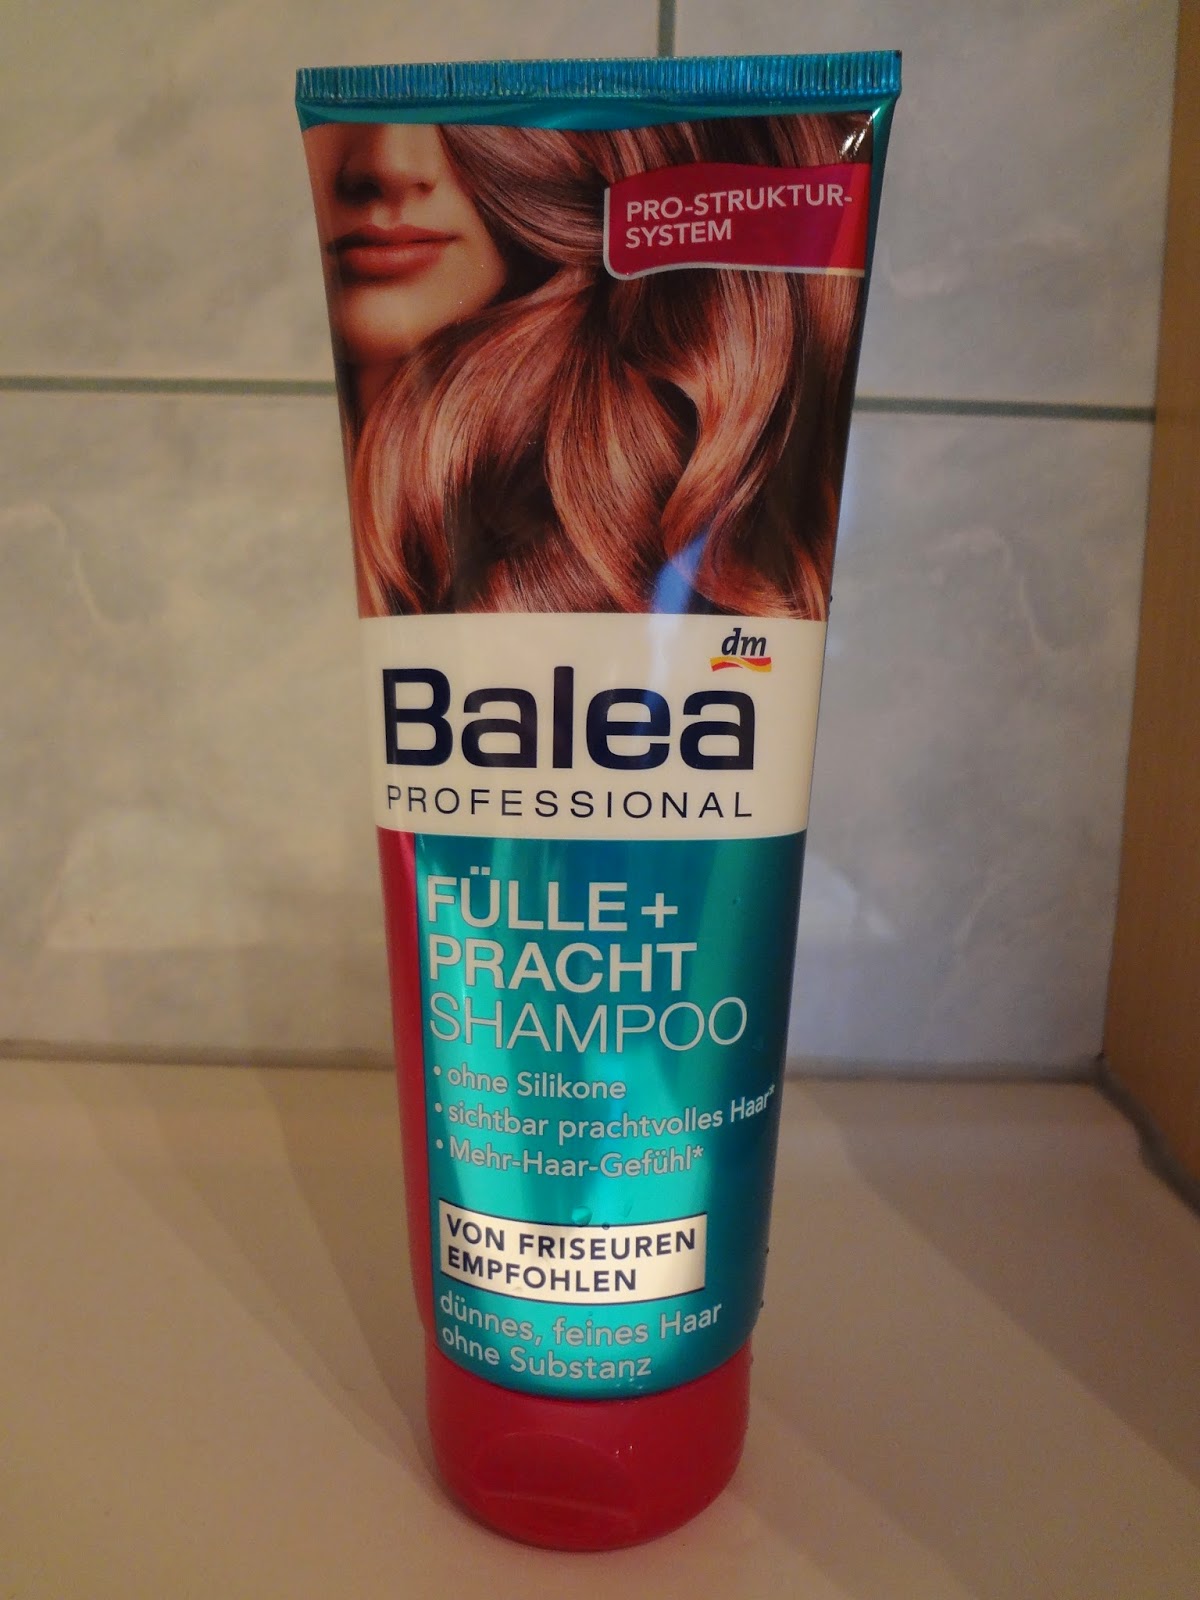 PRO-STRUKTUR-
SYSTEM
dm
Balea
PROFESSIONAL
FÜLLE +
PRACHT
SHAMPOO
• ohne Silikone
• sichtbar prachtvolles Haar*
• Mehr-Haar-Gefühl*
VON FRISEUREN
EMPFOHLEN
dünnes, feines Haar
ohne Substanz